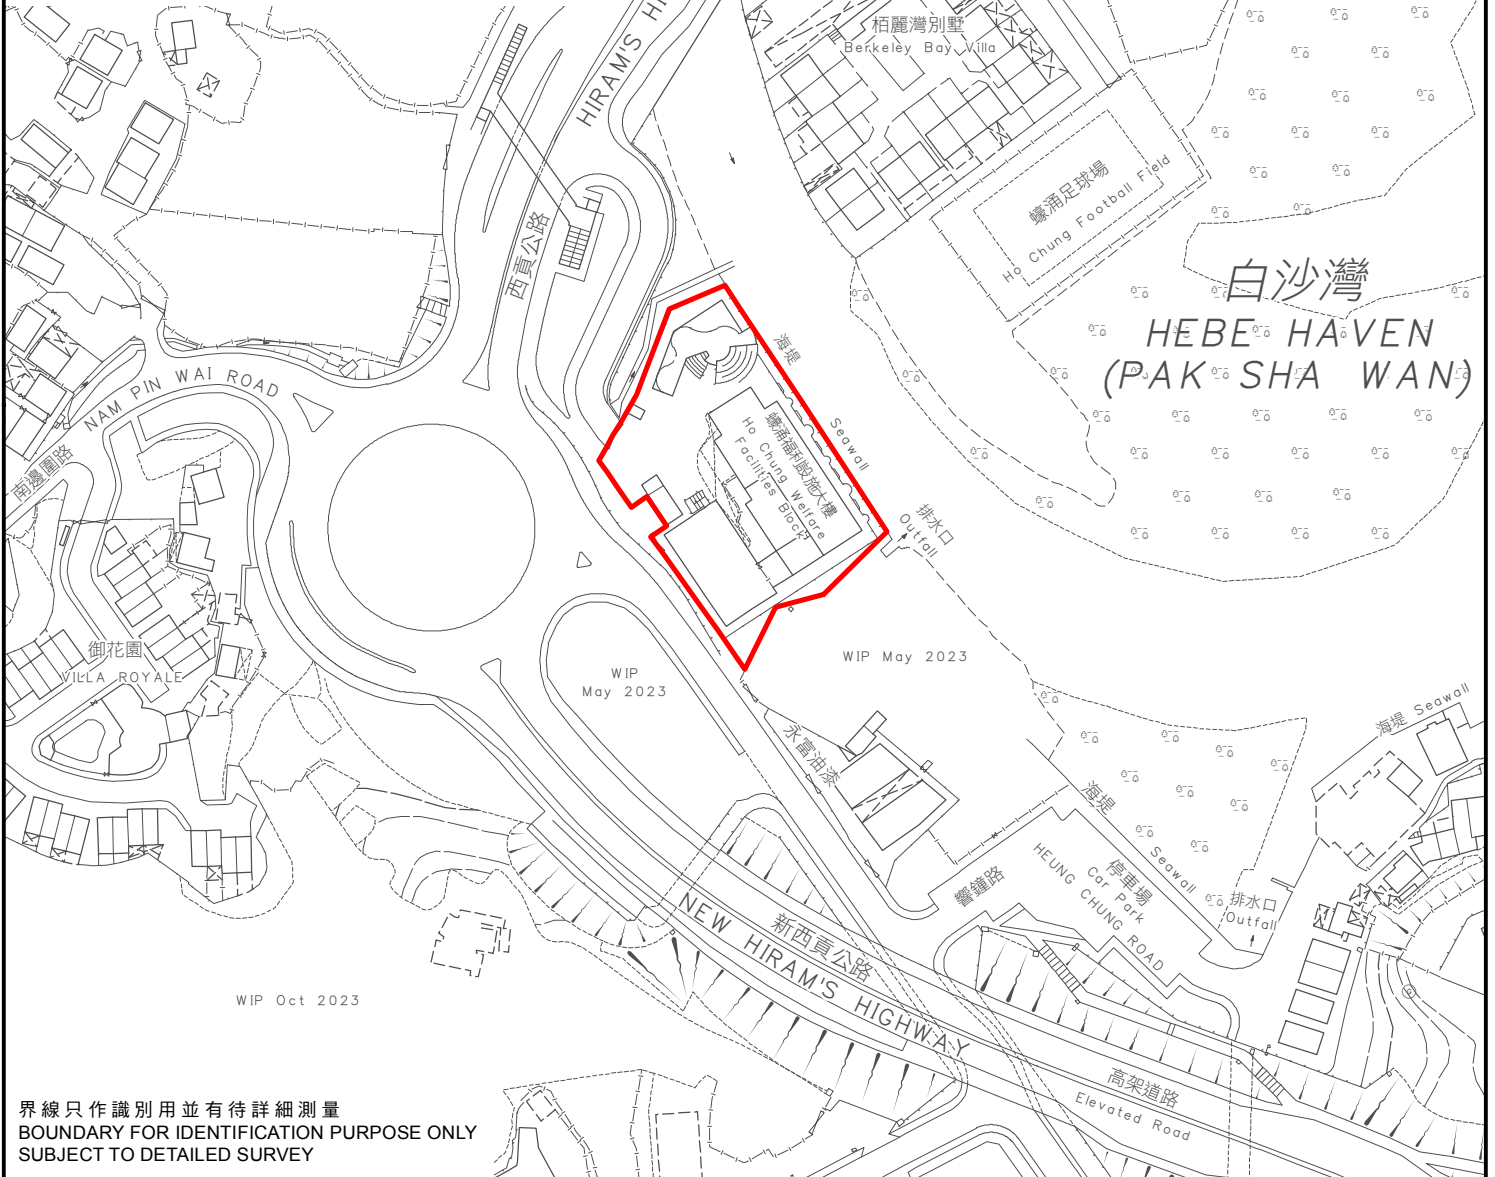 栢麗灣別墅
Berkeley Bay Villa
HIRAM'S HI
西貢公路
蠔涌足球場
Ho Chung Football Field
白沙灣
HEBE HAVEN
(PAK SHA WAN)
海堤
Seawall
NAM PIN WAI ROAD
南邊圍路
蠔涌福利設施大樓
Ho Chung Welfare
Facilities Block
排水口
Outfall
御花園
VILLA ROYALE
WIP
May 2023
WIP May 2023
永富油漆
海堤 Seawall
海堤
Seawall
響鐘路
HEUNG CHUNG ROAD
停車場
Car Park
排水口
Outfall
新西貢公路
NEW HIRAM'S HIGHWAY
WIP Oct 2023
高架道路
Elevated Road
界線只作識別用並有待詳細測量
BOUNDARY FOR IDENTIFICATION PURPOSE ONLY
SUBJECT TO DETAILED SURVEY